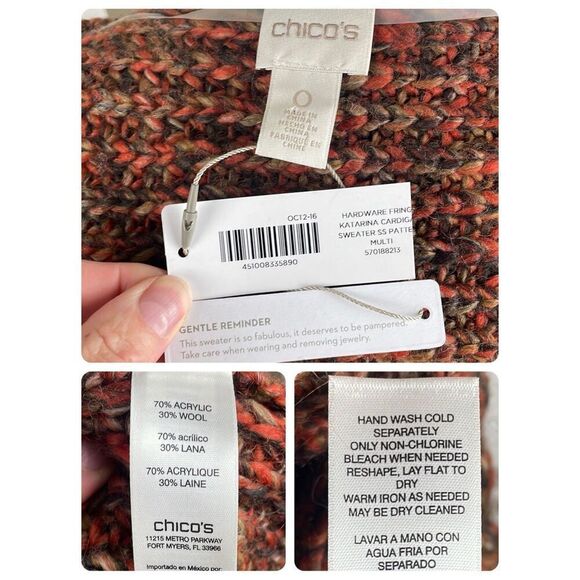 chico's
O
MADE IN
CHINA
HECHO EN
CHINA
FABRIQUÉ EN
CHINE
OCT2-16
451008335890
HARDWARE FRING
KATARINA CARDIGA
SWEATER SS PATTE
MULTI
570188213
GENTLE REMINDER
This sweater is so fabulous, it deserves to be pampered.
Take care when wearing and removing jewelry.
70% ACRYLIC
30% WOOL
70% acrílico
30% LANA
70% ACRYLIQUE
30% LAINE
chico's
11215 METRO PARKWAY
FORT MYERS, FL 33966
Importado en México por:
HAND WASH COLD
SEPARATELY
ONLY NON-CHLORINE
BLEACH WHEN NEEDED
RESHAPE, LAY FLAT TO
DRY
WARM IRON AS NEEDED
MAY BE DRY CLEANED
LAVAR A MANO CON
AGUA FRIA POR
SEPARADO